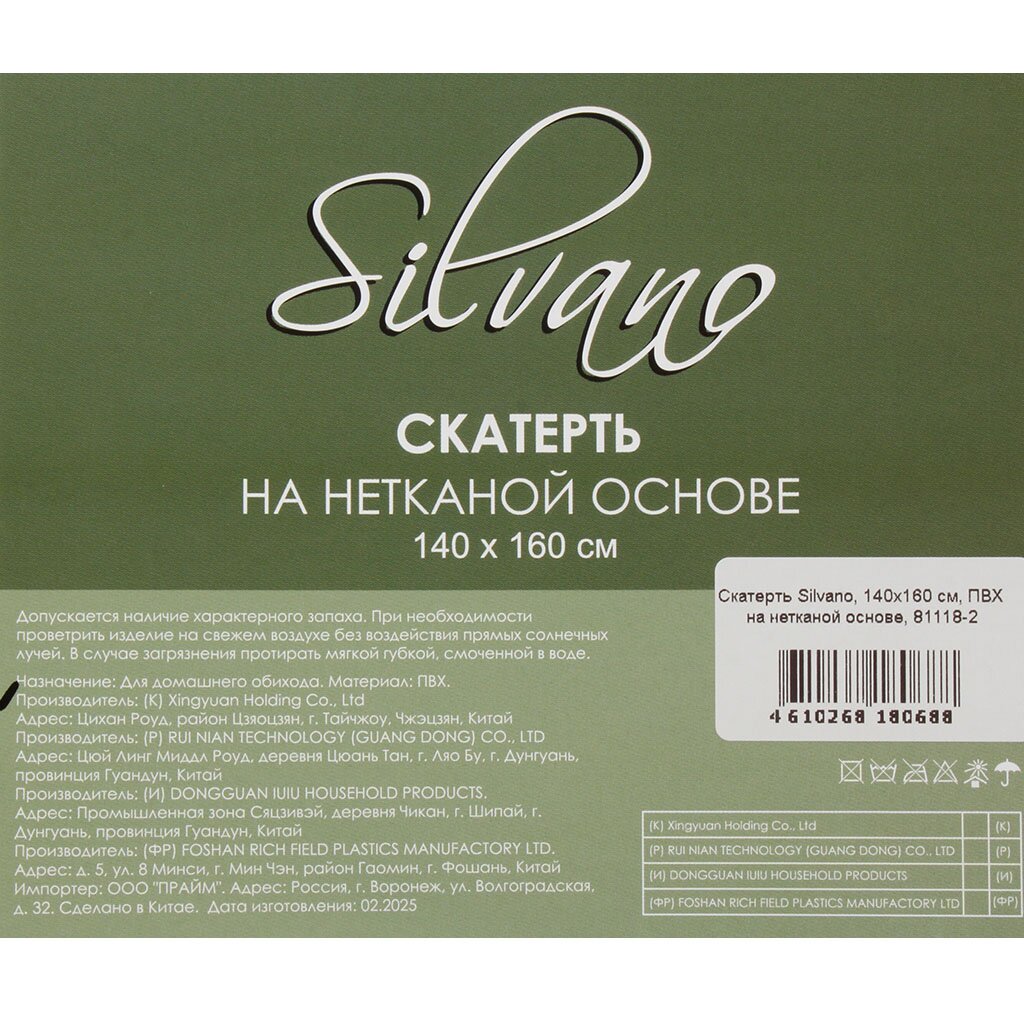 Silvano
СКАТЕРТЬ
НА НЕТКАНОЙ ОСНОВЕ
140 x 160 см
Допускается наличие характерного запаха. При необходимости
проветрить изделие на свежем воздухе без воздействия прямых солнечных
лучей. В случае загрязнения протирать мягкой губкой, смоченной в воде.
Назначение: Для домашнего обихода. Материал: ПВХ.
Производитель: (К) Xingyuan Holding Co., Ltd
Адрес: Цихан Роуд, район Цзяоцзян, г. Тайчжоу, Чжэцзян, Китай
Производитель: (Р) RUI NIAN TECHNOLOGY (GUANG DONG) CO., LTD
Адрес: Цюй Линг Миддл Роуд, деревня Цюань Тан, г. Ляо Бу, г. Дунгуань,
провинция Гуандун, Китай
Производитель: (И) DONGGUAN IUIU HOUSEHOLD PRODUCTS.
Адрес: Промышленная зона Сяцзивэй, деревня Чикан, г. Шипай, г.
Дунгуань, провинция Гуандун, Китай
Производитель: (ФР) FOSHAN RICH FIELD PLASTICS MANUFACTORY LTD.
Адрес: д. 5, ул. 8 Минси, г. Мин Чэн, район Гаомин, г. Фошань, Китай
Импортер: ООО "ПРАЙМ". Адрес: Россия, г. Воронеж, ул. Волгоградская,
д. 32. Сделано в Китае. Дата изготовления: 02.2025
Скатерть Silvano, 140х160 см, ПВХ
на нетканой основе, 81118-2
4 610268 180688
(К) Xingyuan Holding Co., Ltd (К)
(Р) RUI NIAN TECHNOLOGY (GUANG DONG) CO., LTD (Р)
(И) DONGGUAN IUIU HOUSEHOLD PRODUCTS (И)
(ФР) FOSHAN RICH FIELD PLASTICS MANUFACTORY LTD (ФР)